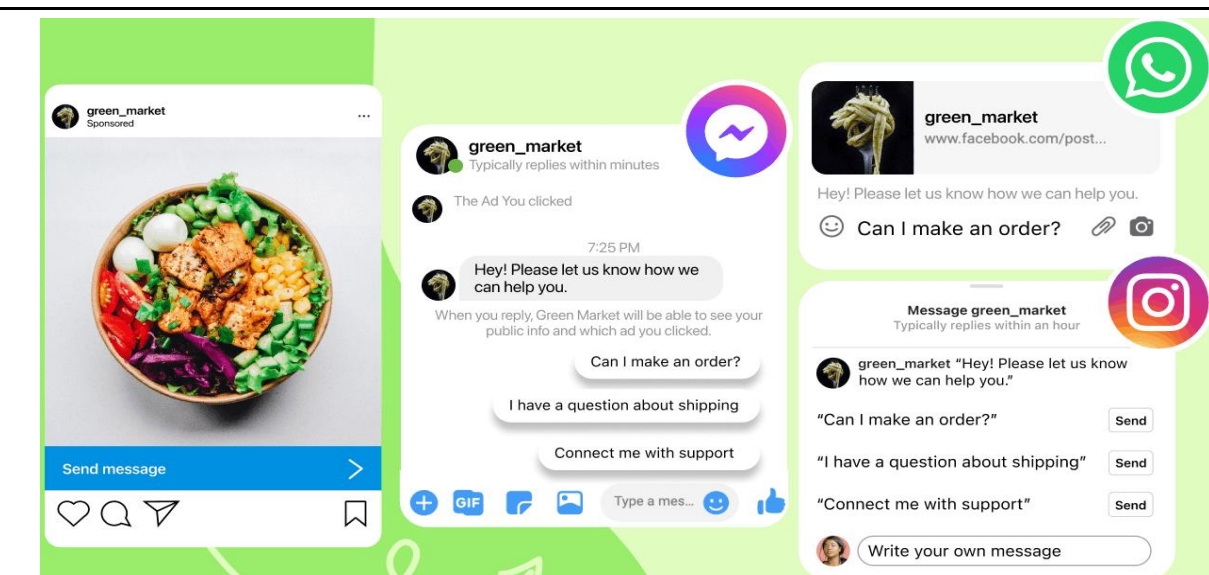 green_market
Sponsored
...
Send message
green_market
Typically replies within minutes
The Ad You clicked
7:25 PM
Hey! Please let us know how we
can help you.
When you reply, Green Market will be able to see your
public info and which ad you clicked.
Can I make an order?
I have a question about shipping
Connect me with support
GIF
Type a mes...
green_market
www.facebook.com/post...
Hey! Please let us know how we can help you.
Can I make an order?
Message green_market
Typically replies within an hour
green_market “Hey! Please let us know
how we can help you.”
“Can I make an order?” Send
“I have a question about shipping” Send
“Connect me with support” Send
Write your own message